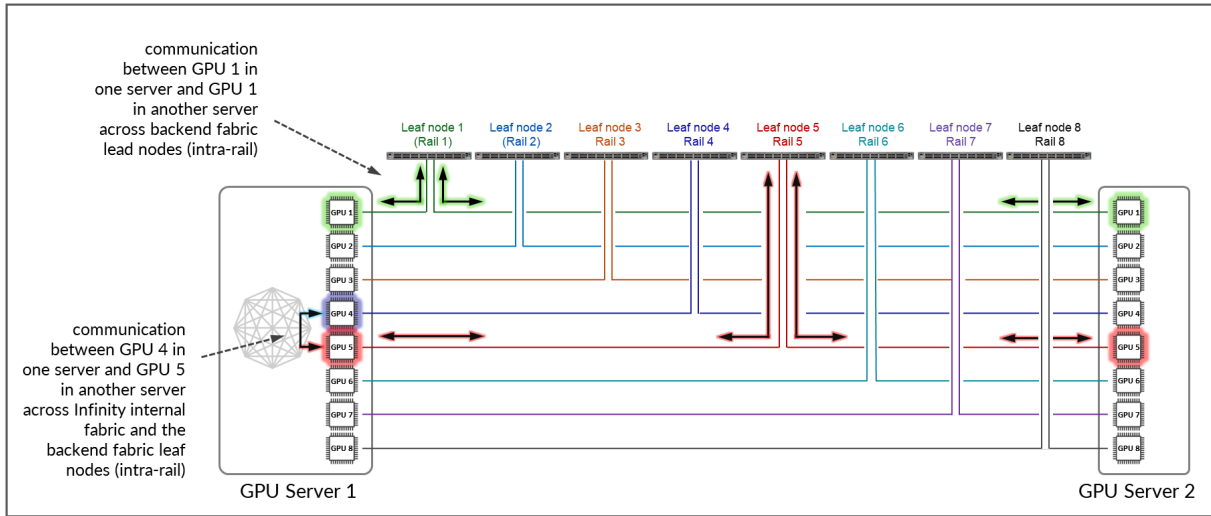 communication
between GPU 1 in
one server and GPU 1
in another server
across backend fabric
lead nodes (intra-rail)
Leaf node 1
(Rail 1)
Leaf node 2
(Rail 2)
Leaf node 3
Rail 3
Leaf node 4
Rail 4
Leaf node 5
Rail 5
Leaf node 6
Rail 6
Leaf node 7
Rail 7
Leaf node 8
Rail 8
GPU 1
GPU 2
GPU 3
GPU 4
GPU 5
GPU 6
GPU 7
GPU 8
GPU 1
GPU 2
GPU 3
GPU 4
GPU 5
GPU 6
GPU 7
GPU 8
communication
between GPU 4 in
one server and GPU 5
in another server
across Infinity internal
fabric and the
backend fabric leaf
nodes (intra-rail)
GPU Server 1
GPU Server 2